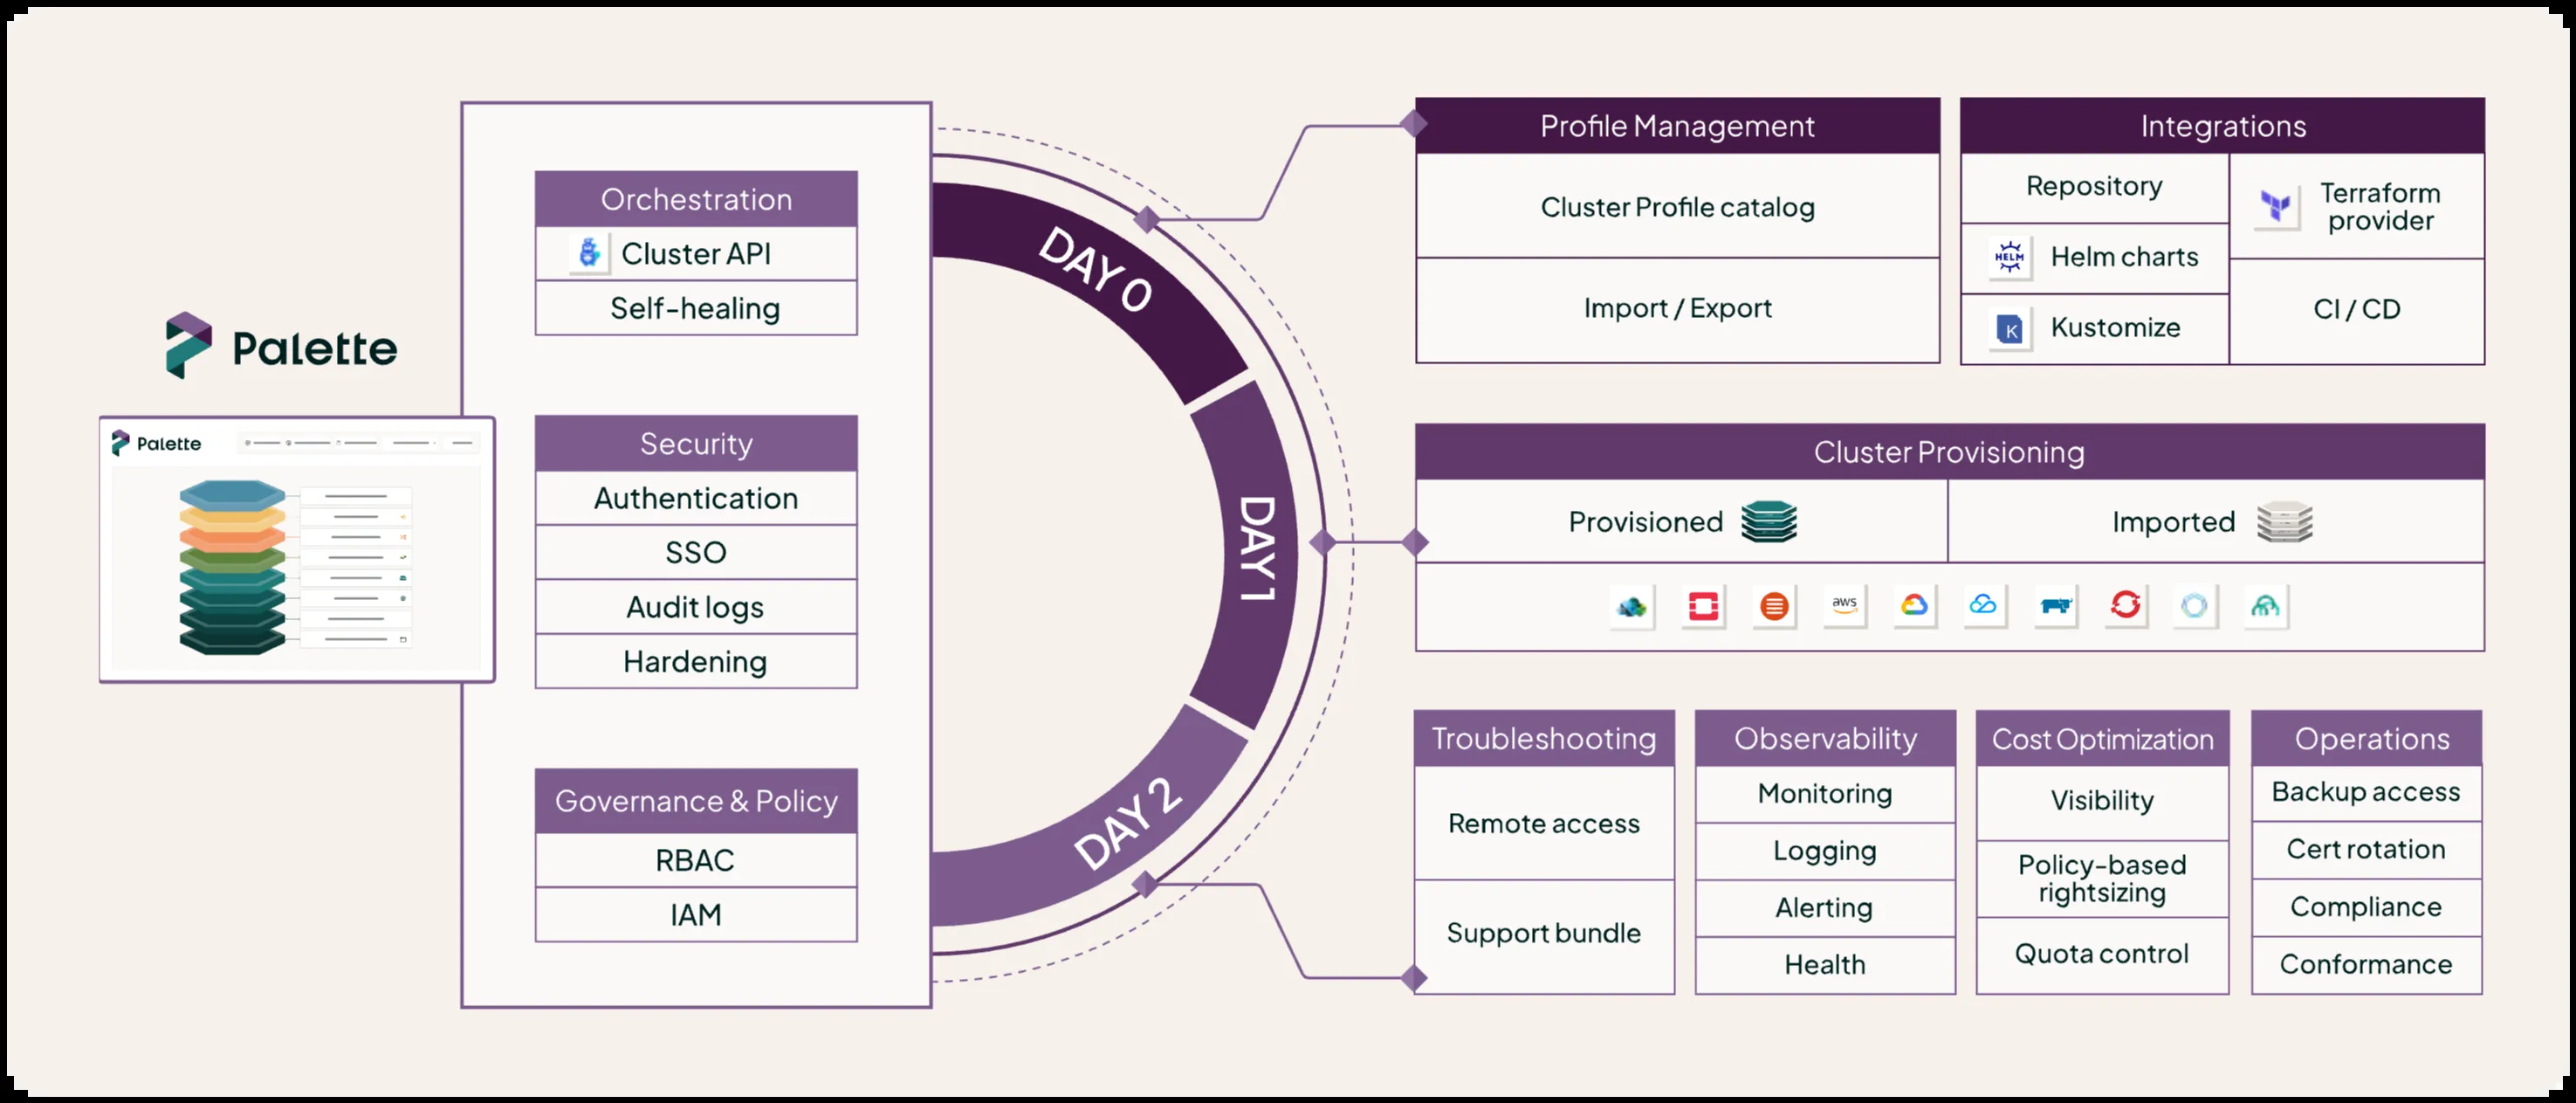 Palette
Palette
Orchestration
Cluster API
Self-healing
Security
Authentication
SSO
Audit logs
Hardening
Governance & Policy
RBAC
IAM
DAY 0
DAY 1
DAY 2
Profile Management
Cluster Profile catalog
Import / Export
Integrations
Repository
HELM
Helm charts
K
Kustomize
Terraform
provider
CI / CD
Cluster Provisioning
Provisioned
Imported
aws
Troubleshooting
Remote access
Support bundle
Observability
Monitoring
Logging
Alerting
Health
Cost Optimization
Visibility
Policy-based
rightsizing
Quota control
Operations
Backup access
Cert rotation
Compliance
Conformance